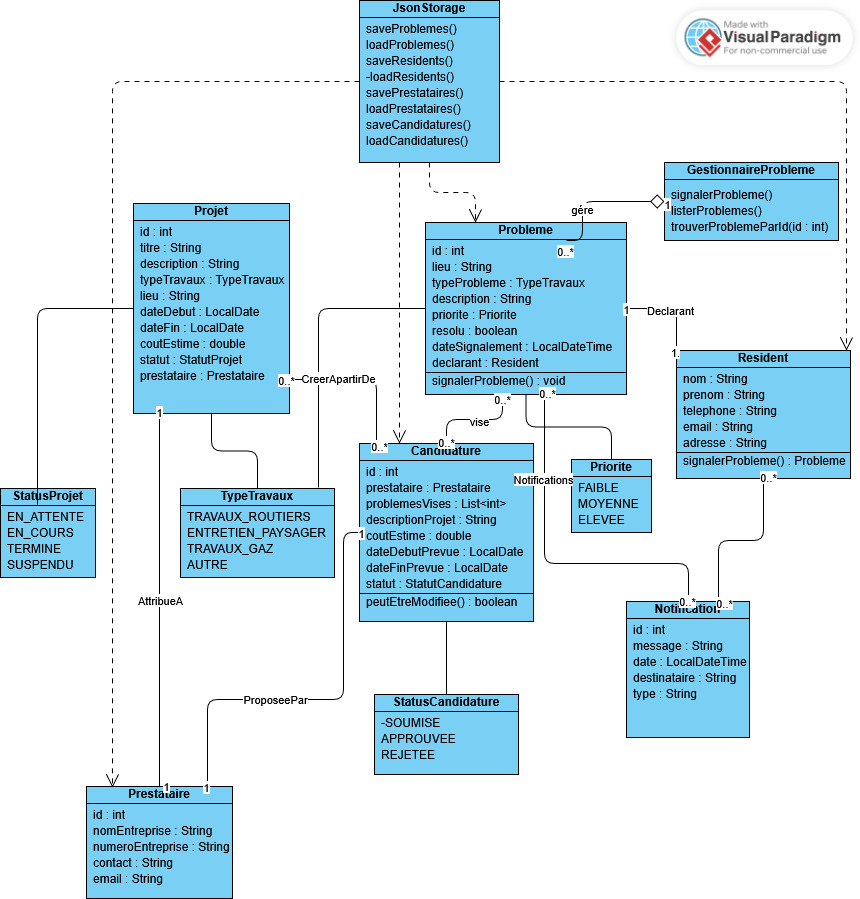 JsonStorage
saveProblemes()
loadProblemes()
saveResidents()
-loadResidents()
savePrestataires()
loadPrestataires()
saveCandidatures()
loadCandidatures()
Made with
VisualParadigm
For non-commercial use
GestionnaireProbleme
signalerProbleme()
listerProblemes()
trouverProblemeParId(id : int)
1
gére
0..*
Projet
id : int
titre : String
description : String
typeTravaux : TypeTravaux
lieu : String
dateDebut : LocalDate
dateFin : LocalDate
coutEstime : double
statut : StatutProjet
prestataire : Prestataire
Probleme
id : int
lieu : String
typeProbleme : TypeTravaux
description : String
priorite : Priorite
resolu : boolean
dateSignalement : LocalDateTime
declarant : Resident
signalerProbleme() : void
1
Declarant
1.
Resident
nom : String
prenom : String
telephone : String
email : String
adresse : String
signalerProbleme() : Probleme
0..*
0..*
CreerApartirDe
0..*
0..*
vise
0..*
0..*
Notifications
0..*
0..*
1
AttribueA
1
1
ProposeePar
1
Candidature
id : int
prestataire : Prestataire
problemesVises : List<int>
descriptionProjet : String
coutEstime : double
dateDebutPrevue : LocalDate
dateFinPrevue : LocalDate
statut : StatutCandidature
peutEtreModifiee() : boolean
Priorite
FAIBLE
MOYENNE
ELEVEE
StatusProjet
EN_ATTENTE
EN_COURS
TERMINE
SUSPENDU
TypeTravaux
TRAVAUX_ROUTIERS
ENTRETIEN_PAYSAGER
TRAVAUX_GAZ
AUTRE
Notification
id : int
message : String
date : LocalDateTime
destinataire : String
type : String
StatusCandidature
-SOUMISE
APPROUVEE
REJETEE
Prestataire
id : int
nomEntreprise : String
numeroEntreprise : String
contact : String
email : String